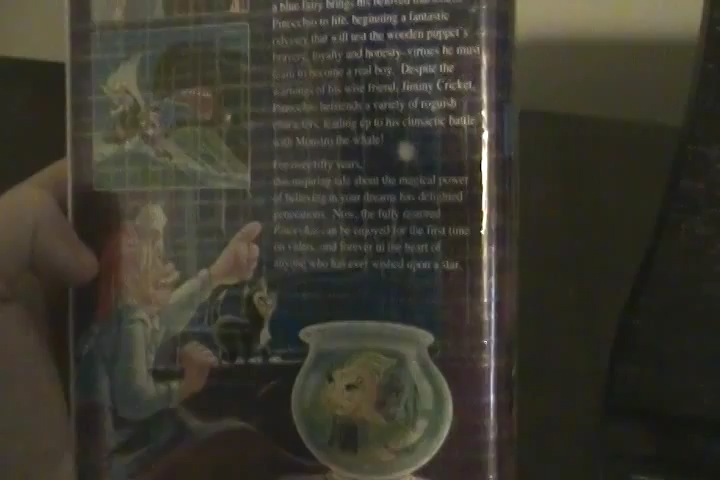 a blue fairy brings his beloved
Pinocchio to life, beginning a fantastic
odyssey that will test the wooden puppet's
bravery, loyalty and honesty–virtues he must
learn to become a real boy. Despite the
warnings of his wise friend, Jiminy Cricket,
Pinocchio befriends a variety of roguish
characters, leading up to his climactic battle
with Monstro the whale!
For over fifty years,
this inspiring tale about the magical power
of believing in your dreams has delighted
generations. Now, the fully restored
Pinocchio can be enjoyed for the first time
on video, and forever in the heart of
anyone who has ever wished upon a star.